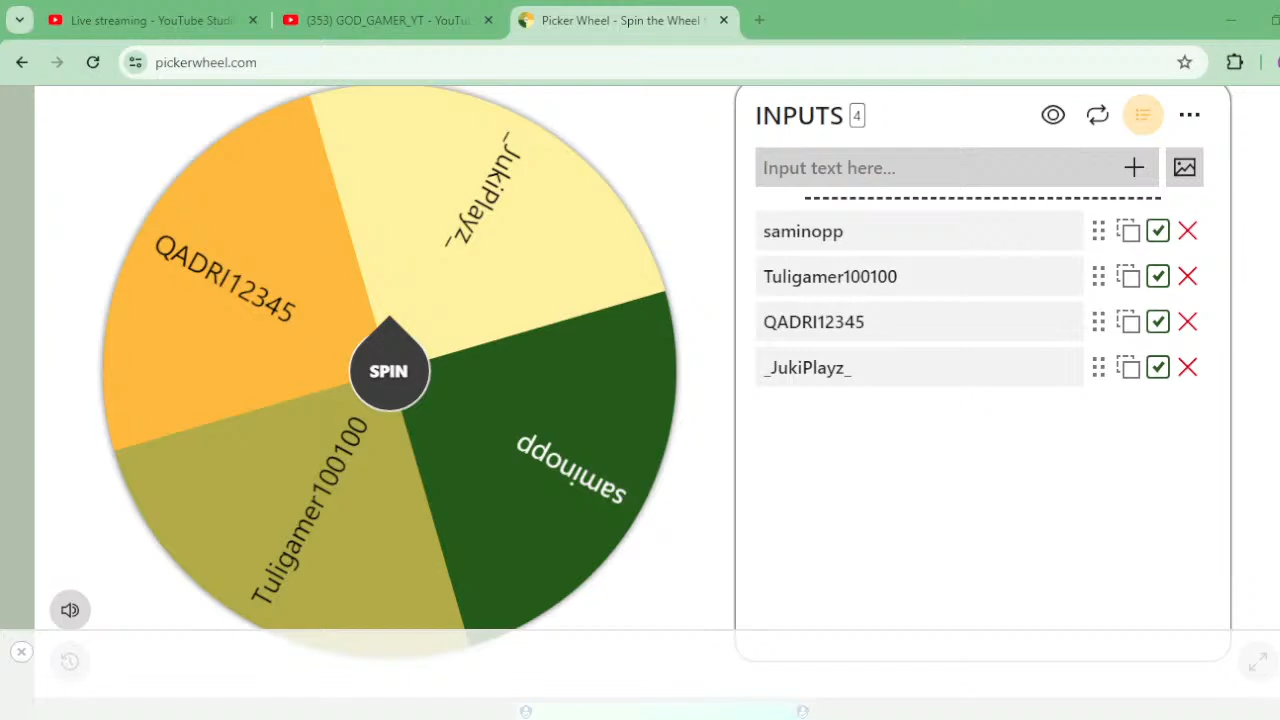 Live streaming - YouTube Studi
(353) GOD_GAMER_YT - YouTu
Picker Wheel - Spin the Wheel
pickerwheel.com
INPUTS 4
Input text here...
saminopp
Tuligamer100100
QADRI12345
_JukiPlayz_
_JukiPlayz_
QADRI12345
SPIN
saminopp
Tuligamer100100